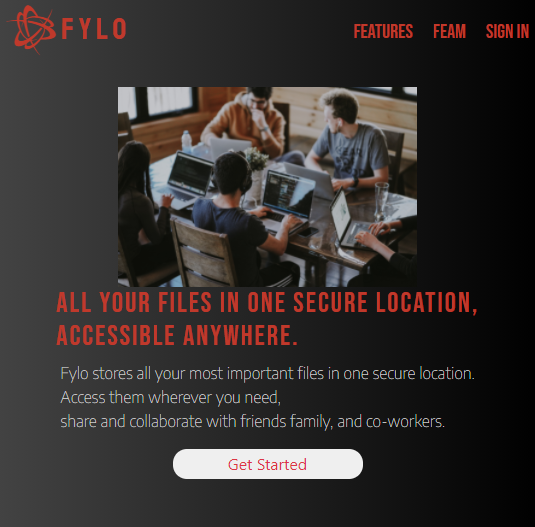 FYLO
FEATURES FEAM SIGN IN
ALL YOUR FILES IN ONE SECURE LOCATION,
ACCESSIBLE ANYWHERE.
Fylo stores all your most important files in one secure location.
Access them wherever you need,
share and collaborate with friends family, and co-workers.
Get Started